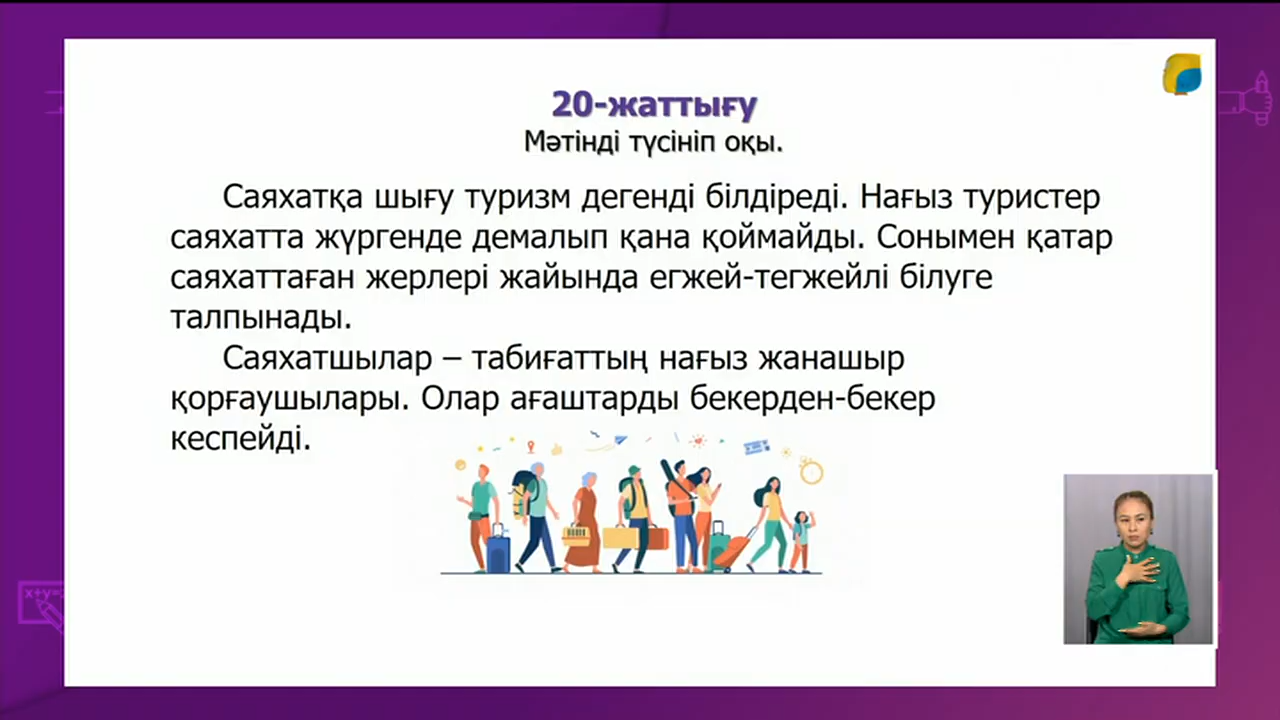 20-жаттығу
Мәтінді түсініп оқы.
Саяхатқа шығу туризм дегенді білдіреді. Нағыз туристер
саяхатта жүргенде демалып қана қоймайды. Сонымен қатар
саяхаттаған жерлері жайында егжей-тегжейлі білуге
талпынады.
Саяхатшылар – табиғаттың нағыз жанашыр
қорғаушылары. Олар ағаштарды бекерден-бекер
кеспейді.